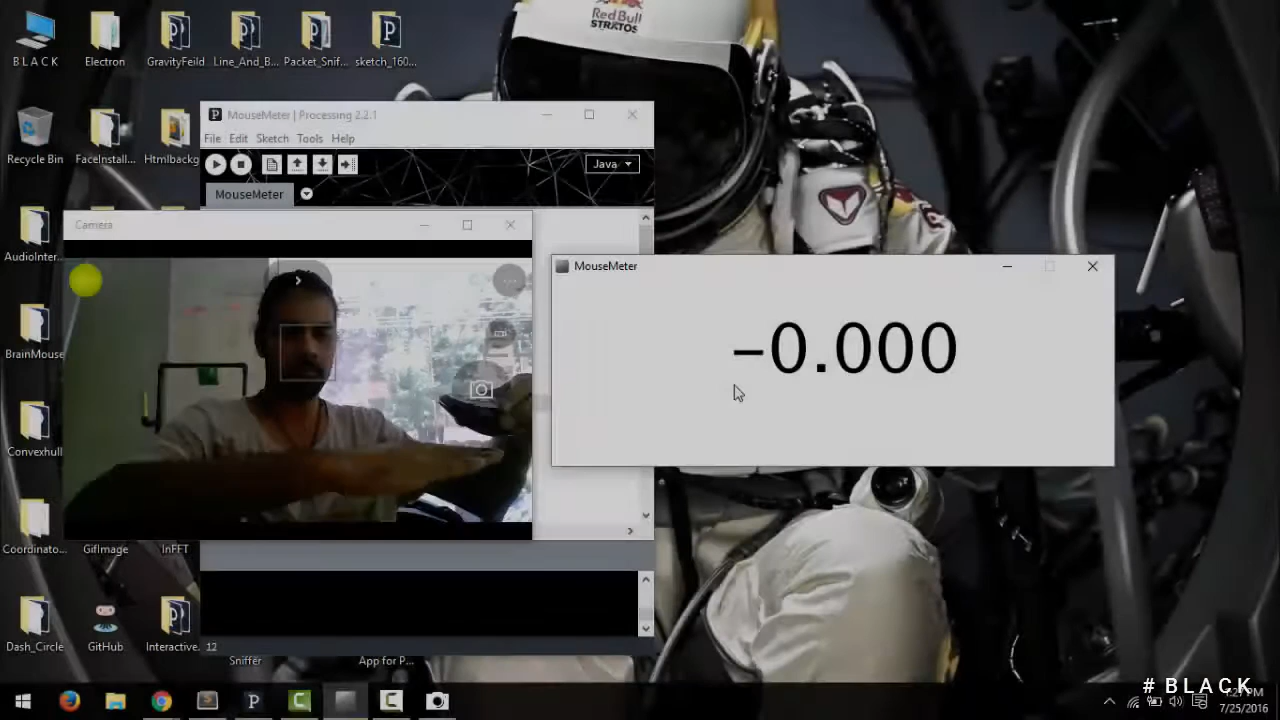 Red Bull
STRATOS
B L A C K
Electron
GravityFeild
Line_And_B...
Packet_Snif...
sketch_160...
MouseMeter | Processing 2.2.1
File Edit Sketch Tools Help
Java
MouseMeter
Recycle Bin
FaceInstall...
Htmlbackg
Camera
MouseMeter
-0.000
AudioInter...
BrainMouse
Convexhull
Coordinato...
GifImage
InFFT
Dash_Circle
GitHub
Interactive.
12
Sniffer
App for P...
# B L A C K
7/25/2016